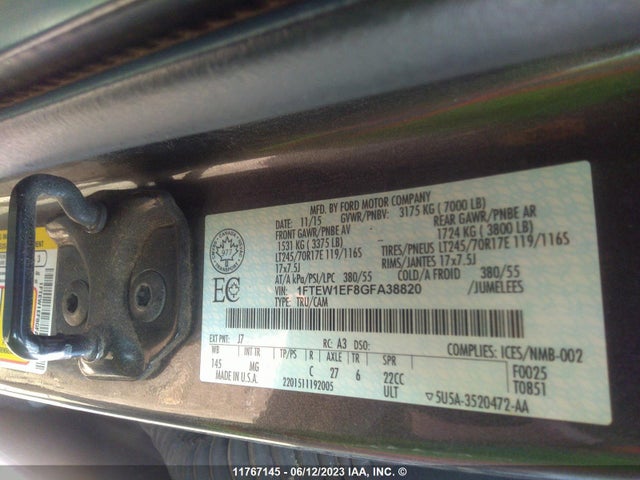 MFD. BY FORD MOTOR COMPANY
11/15 GVWR/PNBV: 3175 KG ( 7000 LB)
FRONT GAWR/PNBE AV REAR GAWR/PNBE AR
1531 KG ( 3375 LB) 1724 KG ( 3800 LB)
LT245/70R17E 119/116S TIRES/PNEUS LT245/70R17E 119/116S
17x7.5J RIMS/JANTES 17x7.5J
AT/A kPa/PSI/LPC 380/55 COLD/A FROID 380/55
VIN: 1FTEW1EF8GFA38820 /JUMELEES
TYPE: TRU/CAM
CANADA
977
TRANSPORT
EC
EXT PNT: J7 RC: A3 DSO:
WB INT TR TP/PS R AXLE TR SPR
145 MG C 27 6 22CC
MADE IN U.S.A. 2201511192005 ULT
COMPLIES: ICES/NMB-002
F0025
T0851
▽5U5A-3520472-AA
11767145 - 06/12/2023 IAA, INC. ©